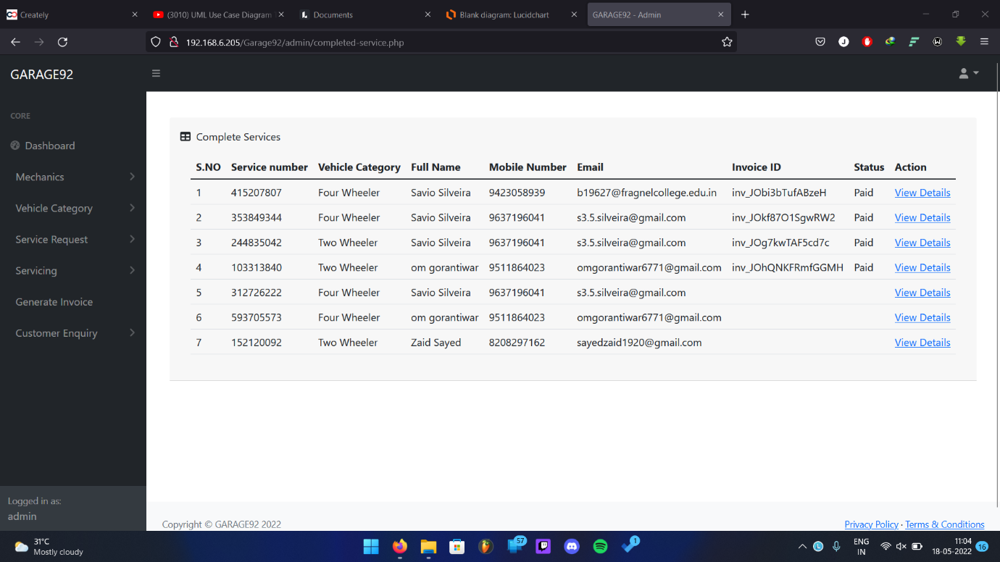 Creately
(3010) UML Use Case Diagram
Documents
Blank diagram: Lucidchart
GARAGE92 - Admin
192.168.6.205/Garage92/admin/completed-service.php
GARAGE92
CORE
Dashboard
Mechanics
Vehicle Category
Service Request
Servicing
Generate Invoice
Customer Enquiry
Logged in as:
admin
Complete Services
S.NO Service number Vehicle Category Full Name Mobile Number Email Invoice ID Status Action
1 415207807 Four Wheeler Savio Silveira 9423058939 b19627@fragnelcollege.edu.in inv_JObi3bTufABzeH Paid View Details
2 353849344 Four Wheeler Savio Silveira 9637196041 s3.5.silveira@gmail.com inv_JOkf87O1SgwRW2 Paid View Details
3 244835042 Two Wheeler Savio Silveira 9637196041 s3.5.silveira@gmail.com inv_JOg7kwTAF5cd7c Paid View Details
4 103313840 Two Wheeler om gorantiwar 9511864023 omgorantiwar6771@gmail.com inv_JOhQNKFRmfGGMH Paid View Details
5 312726222 Four Wheeler Savio Silveira 9637196041 s3.5.silveira@gmail.com View Details
6 593705573 Four Wheeler om gorantiwar 9511864023 omgorantiwar6771@gmail.com View Details
7 152120092 Two Wheeler Zaid Sayed 8208297162 sayedzaid1920@gmail.com View Details
Copyright © GARAGE92 2022
Privacy Policy · Terms & Conditions
31°C
Mostly cloudy
57
1
ENG
IN
11:04
18-05-2022
16